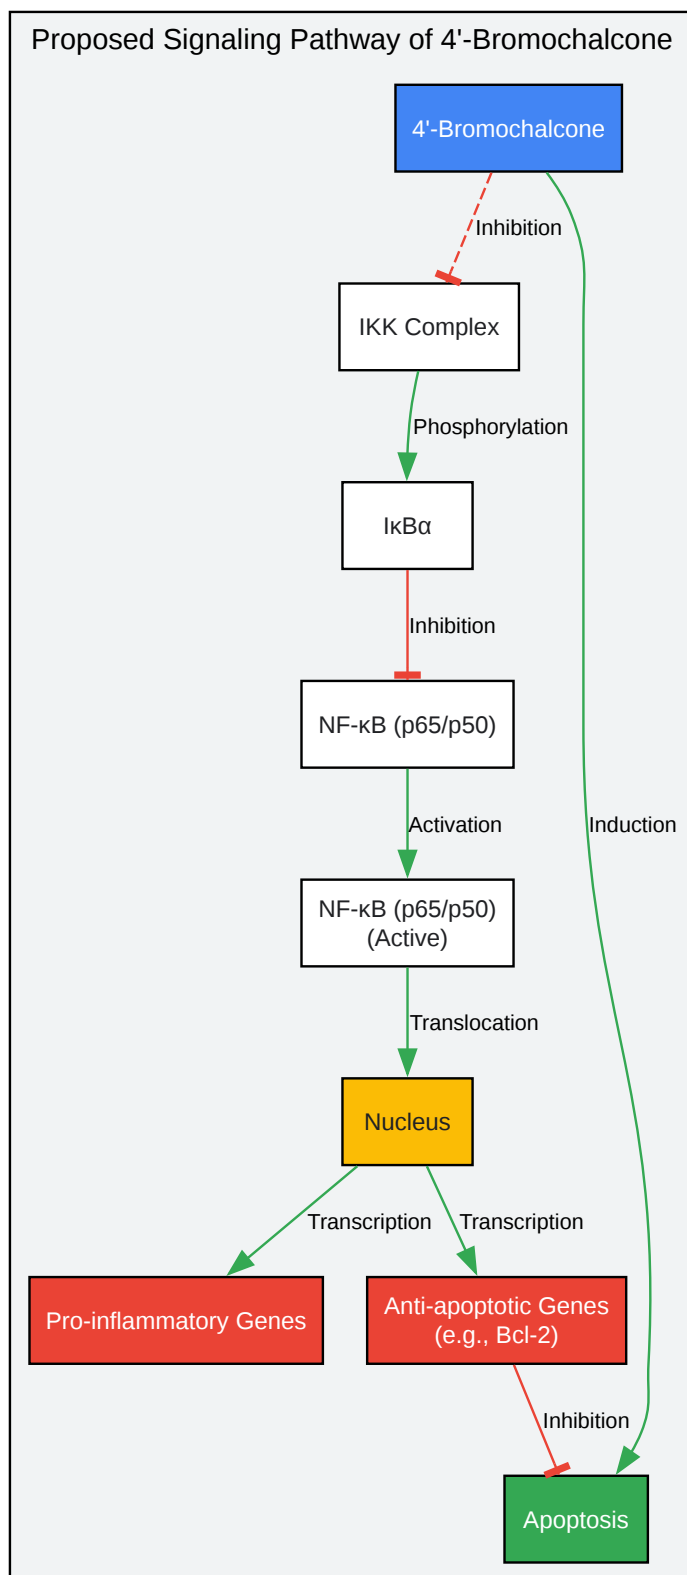 Proposed Signaling Pathway of 4'-Bromochalcone
4'-Bromochalcone
Inhibition
IKK Complex
Phosphorylation
IκBα
Inhibition
NF-κB (p65/p50)
Activation
Induction
NF-κB (p65/p50)
(Active)
Translocation
Nucleus
Transcription
Transcription
Pro-inflammatory Genes
Anti-apoptotic Genes
(e.g., Bcl-2)
Inhibition
Apoptosis